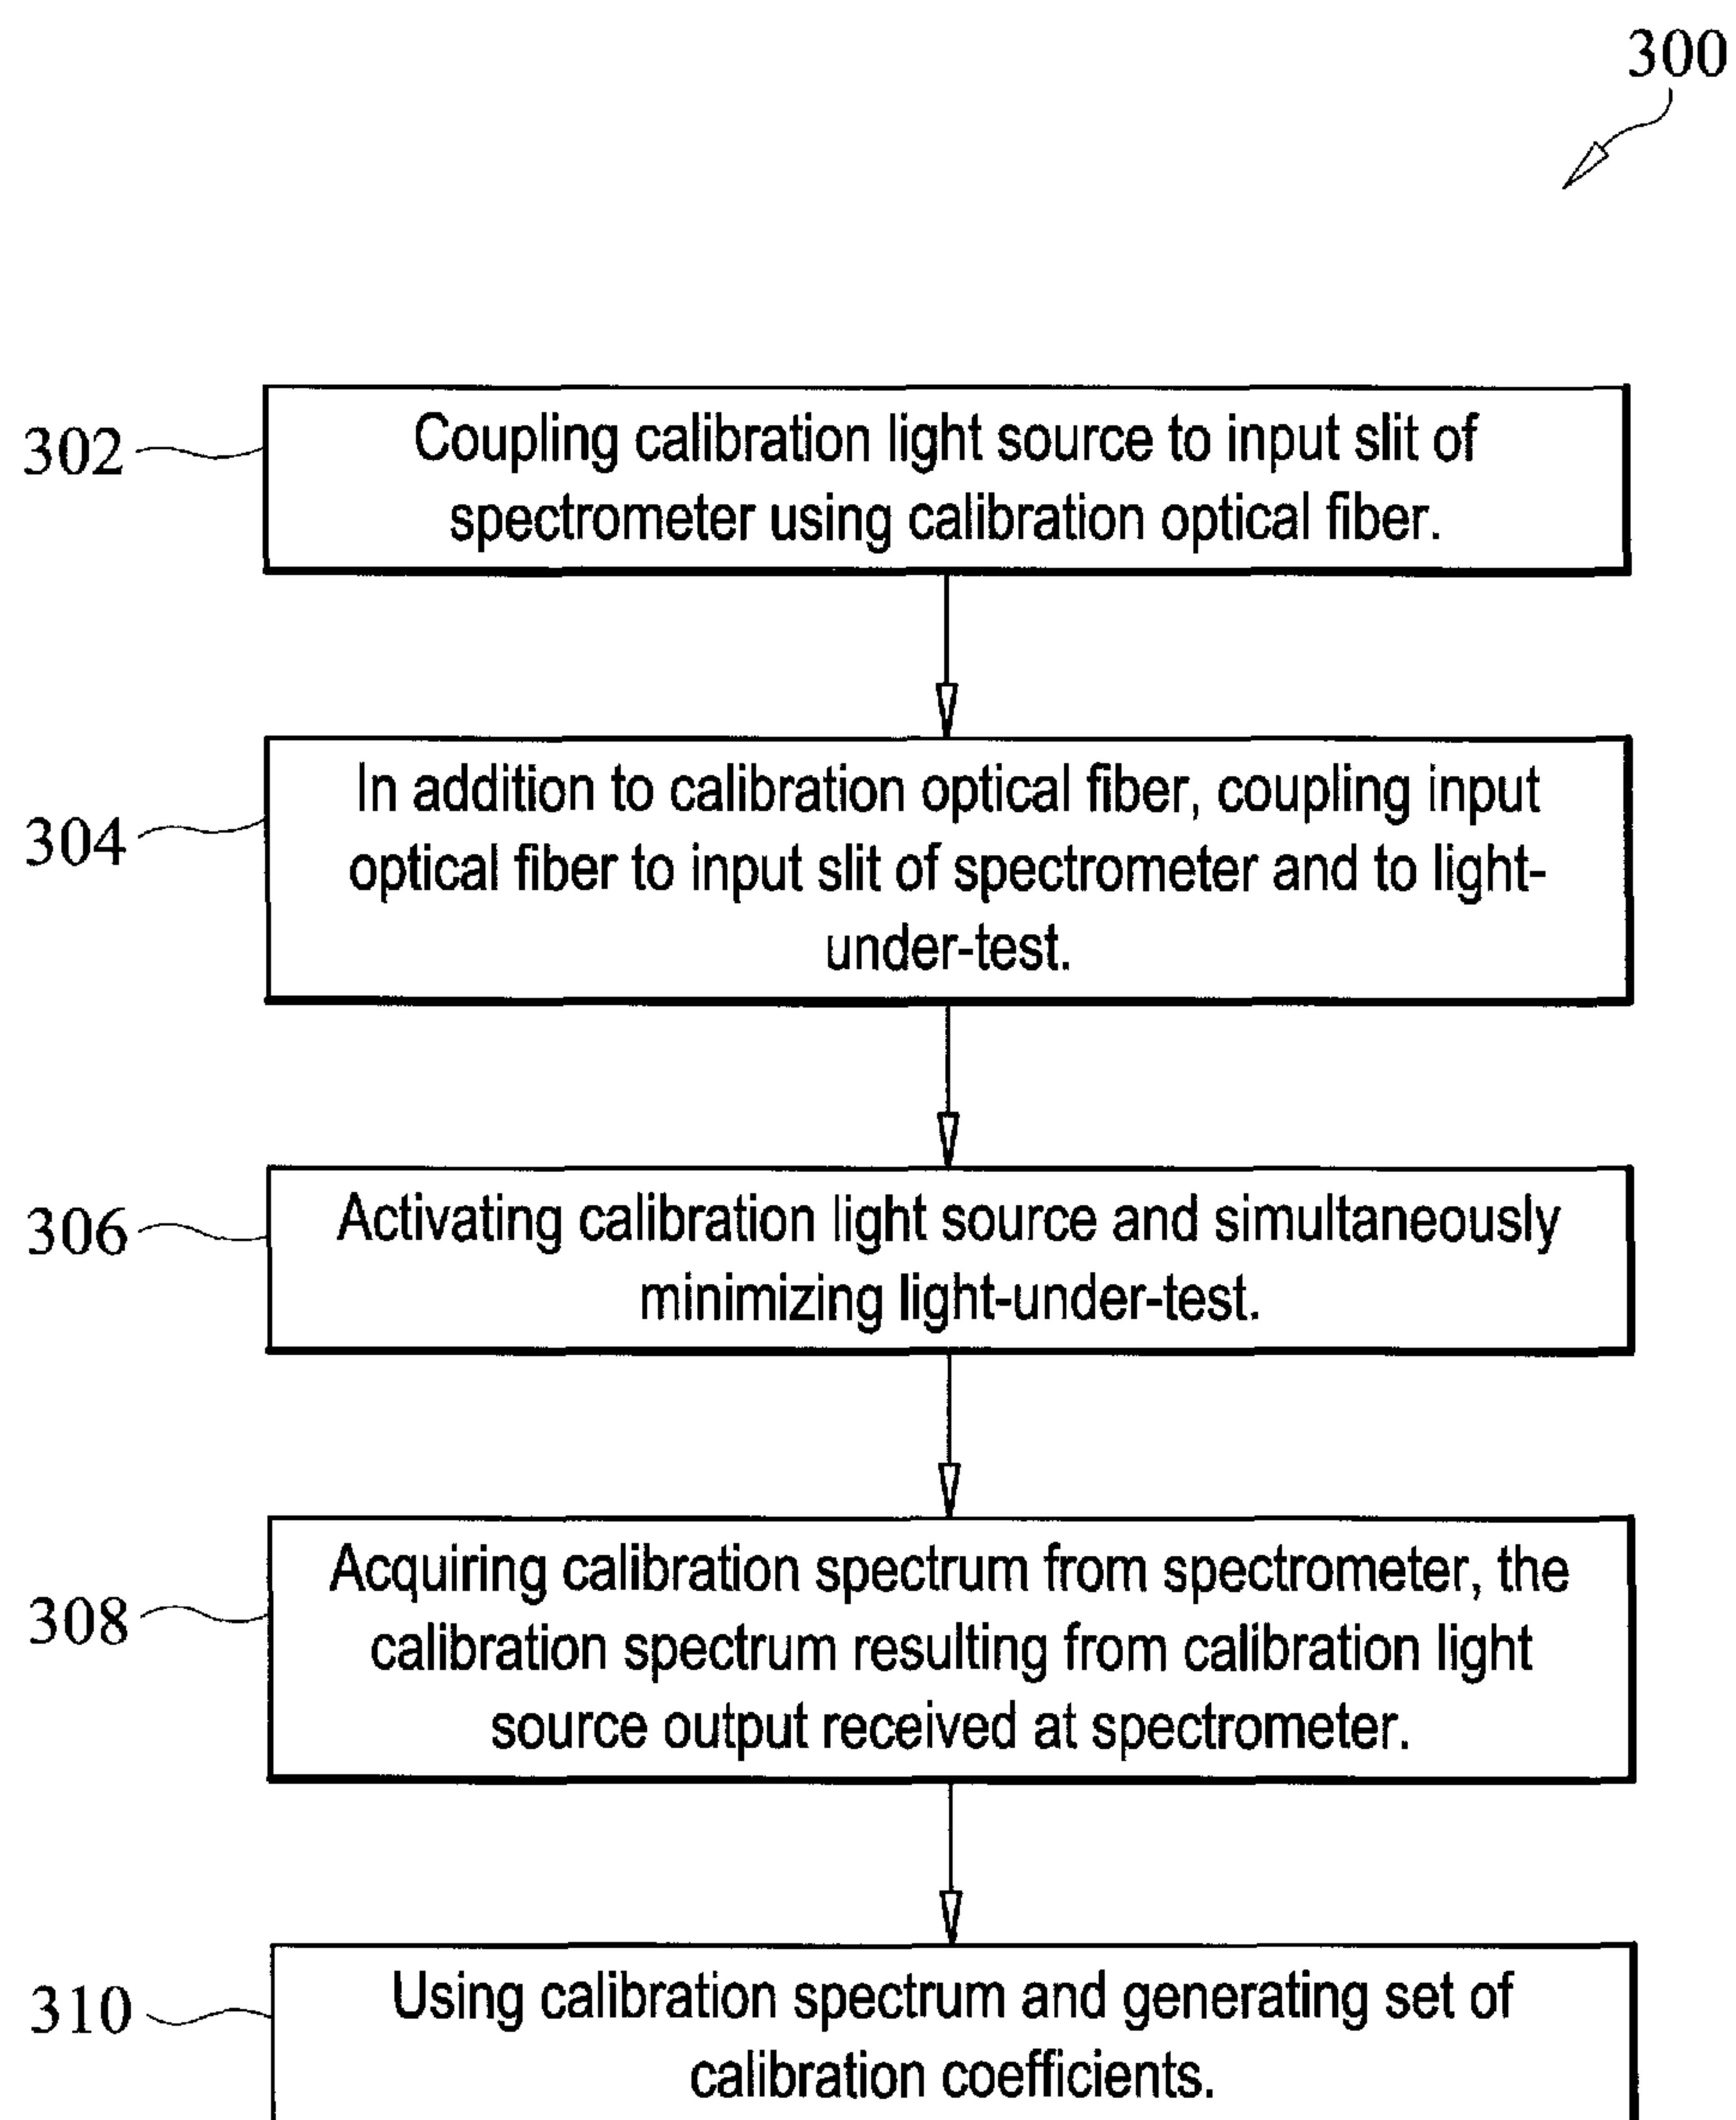 300
302
Coupling calibration light source to input slit of
spectrometer using calibration optical fiber.
304
In addition to calibration optical fiber, coupling input
optical fiber to input slit of spectrometer and to light-
under-test.
306
Activating calibration light source and simultaneously
minimizing light-under-test.
308
Acquiring calibration spectrum from spectrometer, the
calibration spectrum resulting from calibration light
source output received at spectrometer.
310
Using calibration spectrum and generating set of
calibration coefficients.